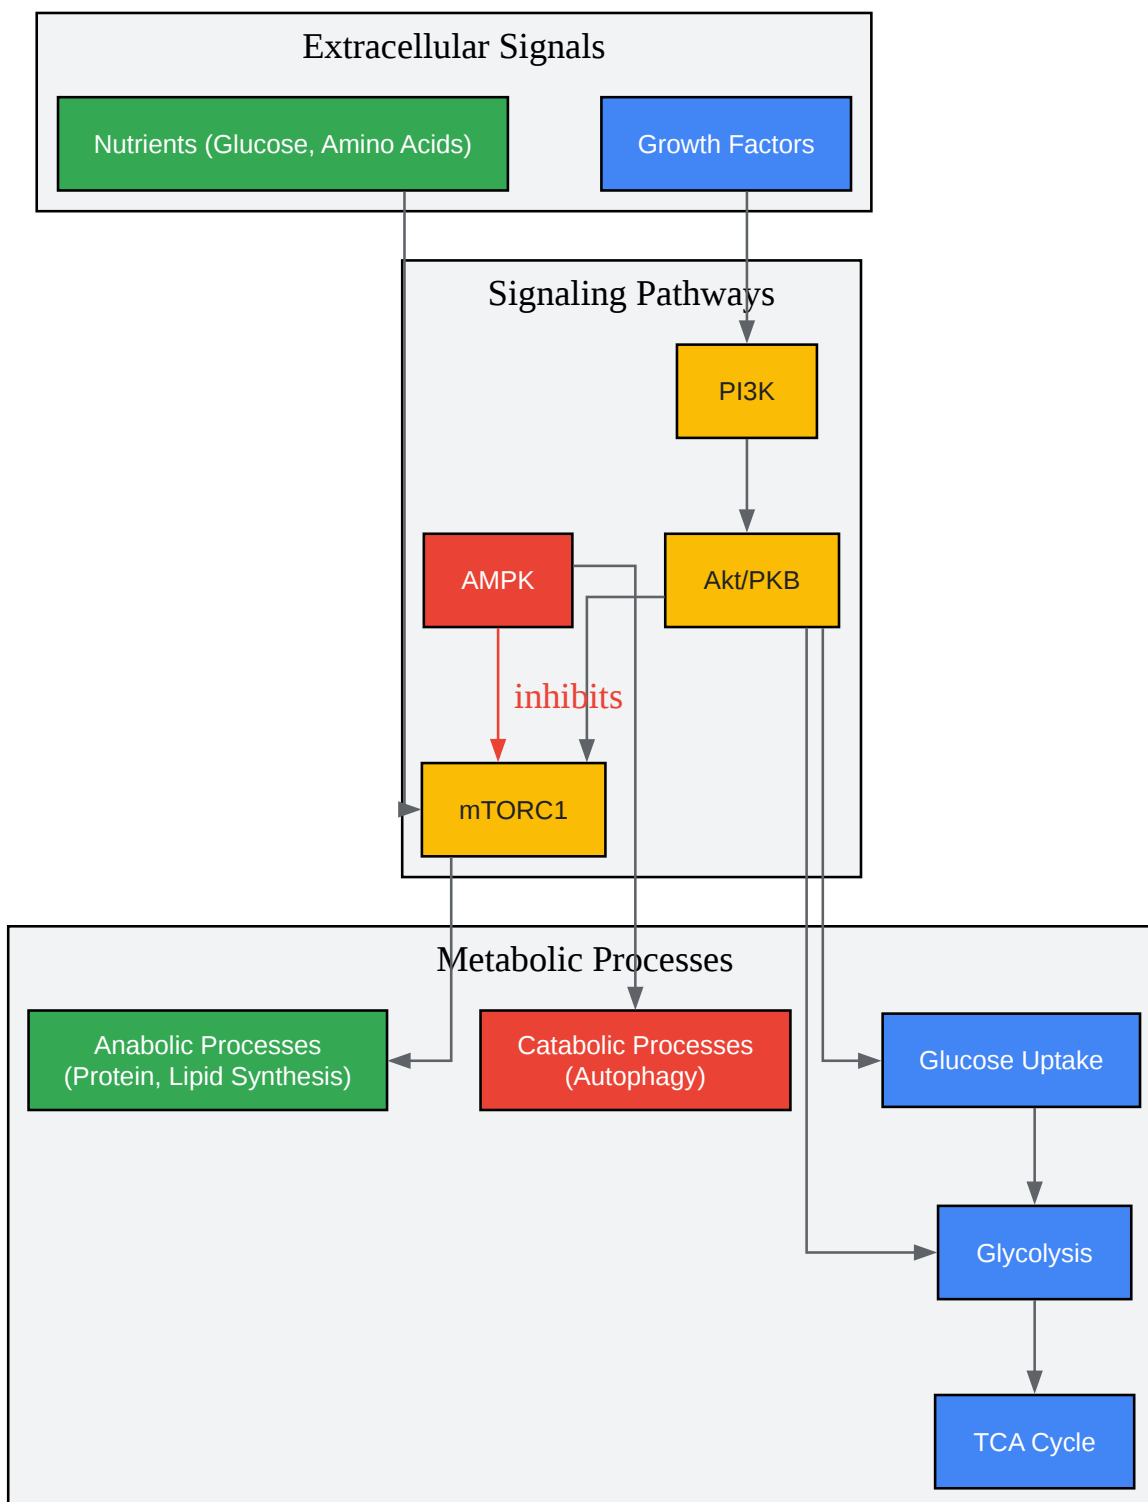 Extracellular Signals
Nutrients (Glucose, Amino Acids)
Growth Factors
Signaling Pathways
PI3K
AMPK
Akt/PKB
inhibits
mTORC1
Metabolic Processes
Anabolic Processes
(Protein, Lipid Synthesis)
Catabolic Processes
(Autophagy)
Glucose Uptake
Glycolysis
TCA Cycle